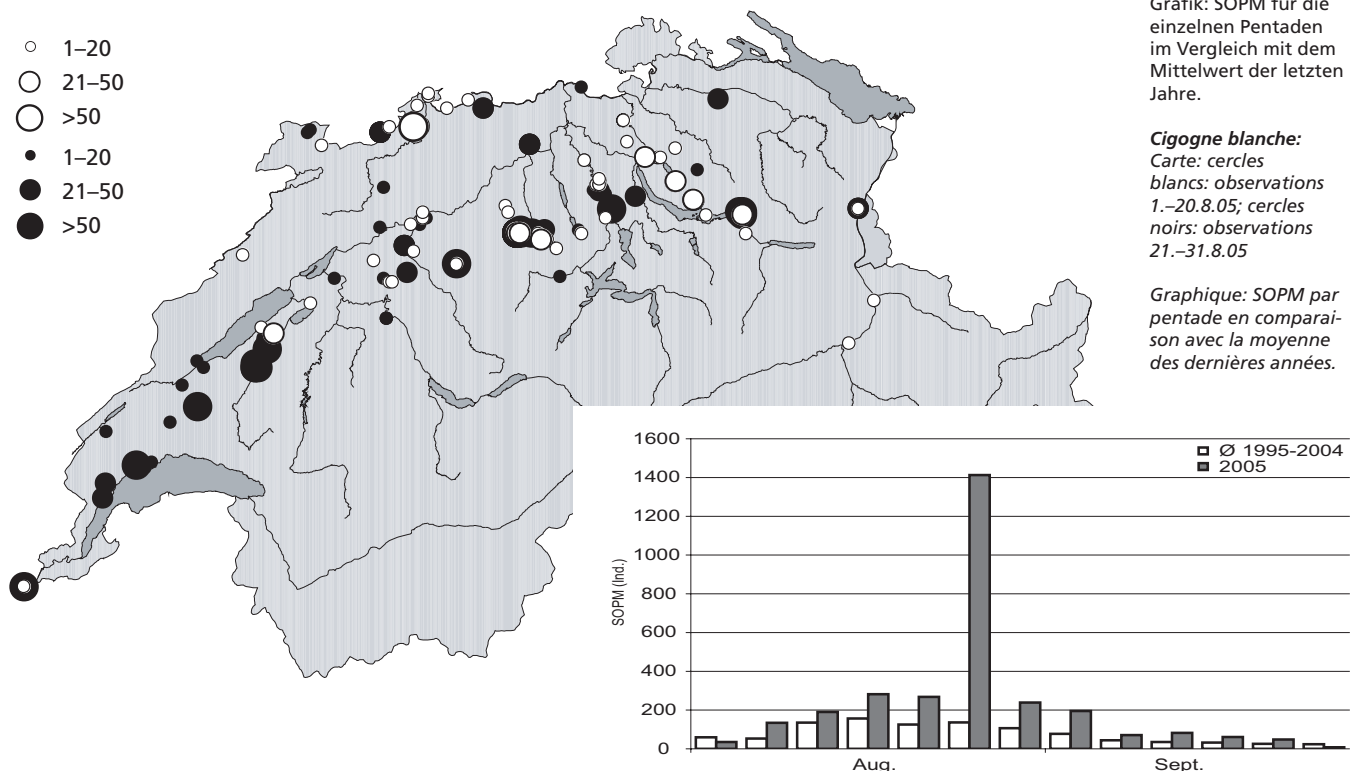 1–20
21–50
>50
1–20
21–50
>50
Grafik: SOPM für die
einzelnen Pentaden
im Vergleich mit dem
Mittelwert der letzten
Jahre.
Cigogne blanche:
Carte: cercles
blancs: observations
1.–20.8.05; cercles
noirs: observations
21.–31.8.05
Graphique: SOPM par
pentade en comparai-
son avec la moyenne
des dernières années.
1600
1400
1200
1000
800
600
400
200
0
SOPM (Ind.)
Ø 1995-2004
2005
Aug.
Sept.